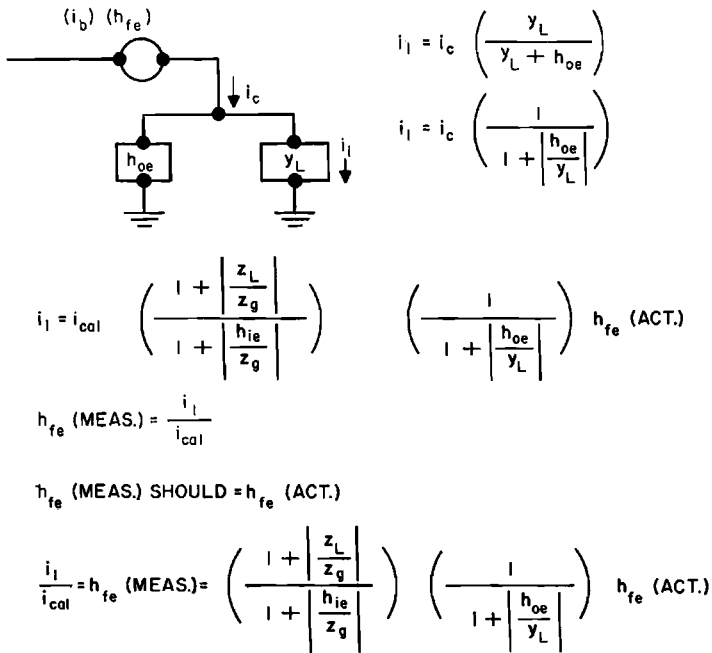 (i_b) (h_fe)
i_l = i_c ( y_L / (y_L + h_oe) )
i_c
i_l = i_c ( 1 / (1 + |h_oe / y_L|) )
h_oe
y_L
i_l
i_l = i_cal ( (1 + |z_L / z_g|) / (1 + |h_ie / z_g|) ) ( 1 / (1 + |h_oe / y_L|) ) h_fe (ACT.)
h_fe (MEAS.) = i_l / i_cal
h_fe (MEAS.) SHOULD = h_fe (ACT.)
i_l / i_cal = h_fe (MEAS.) = ( (1 + |z_L / z_g|) / (1 + |h_ie / z_g|) ) ( 1 / (1 + |h_oe / y_L|) ) h_fe (ACT.)